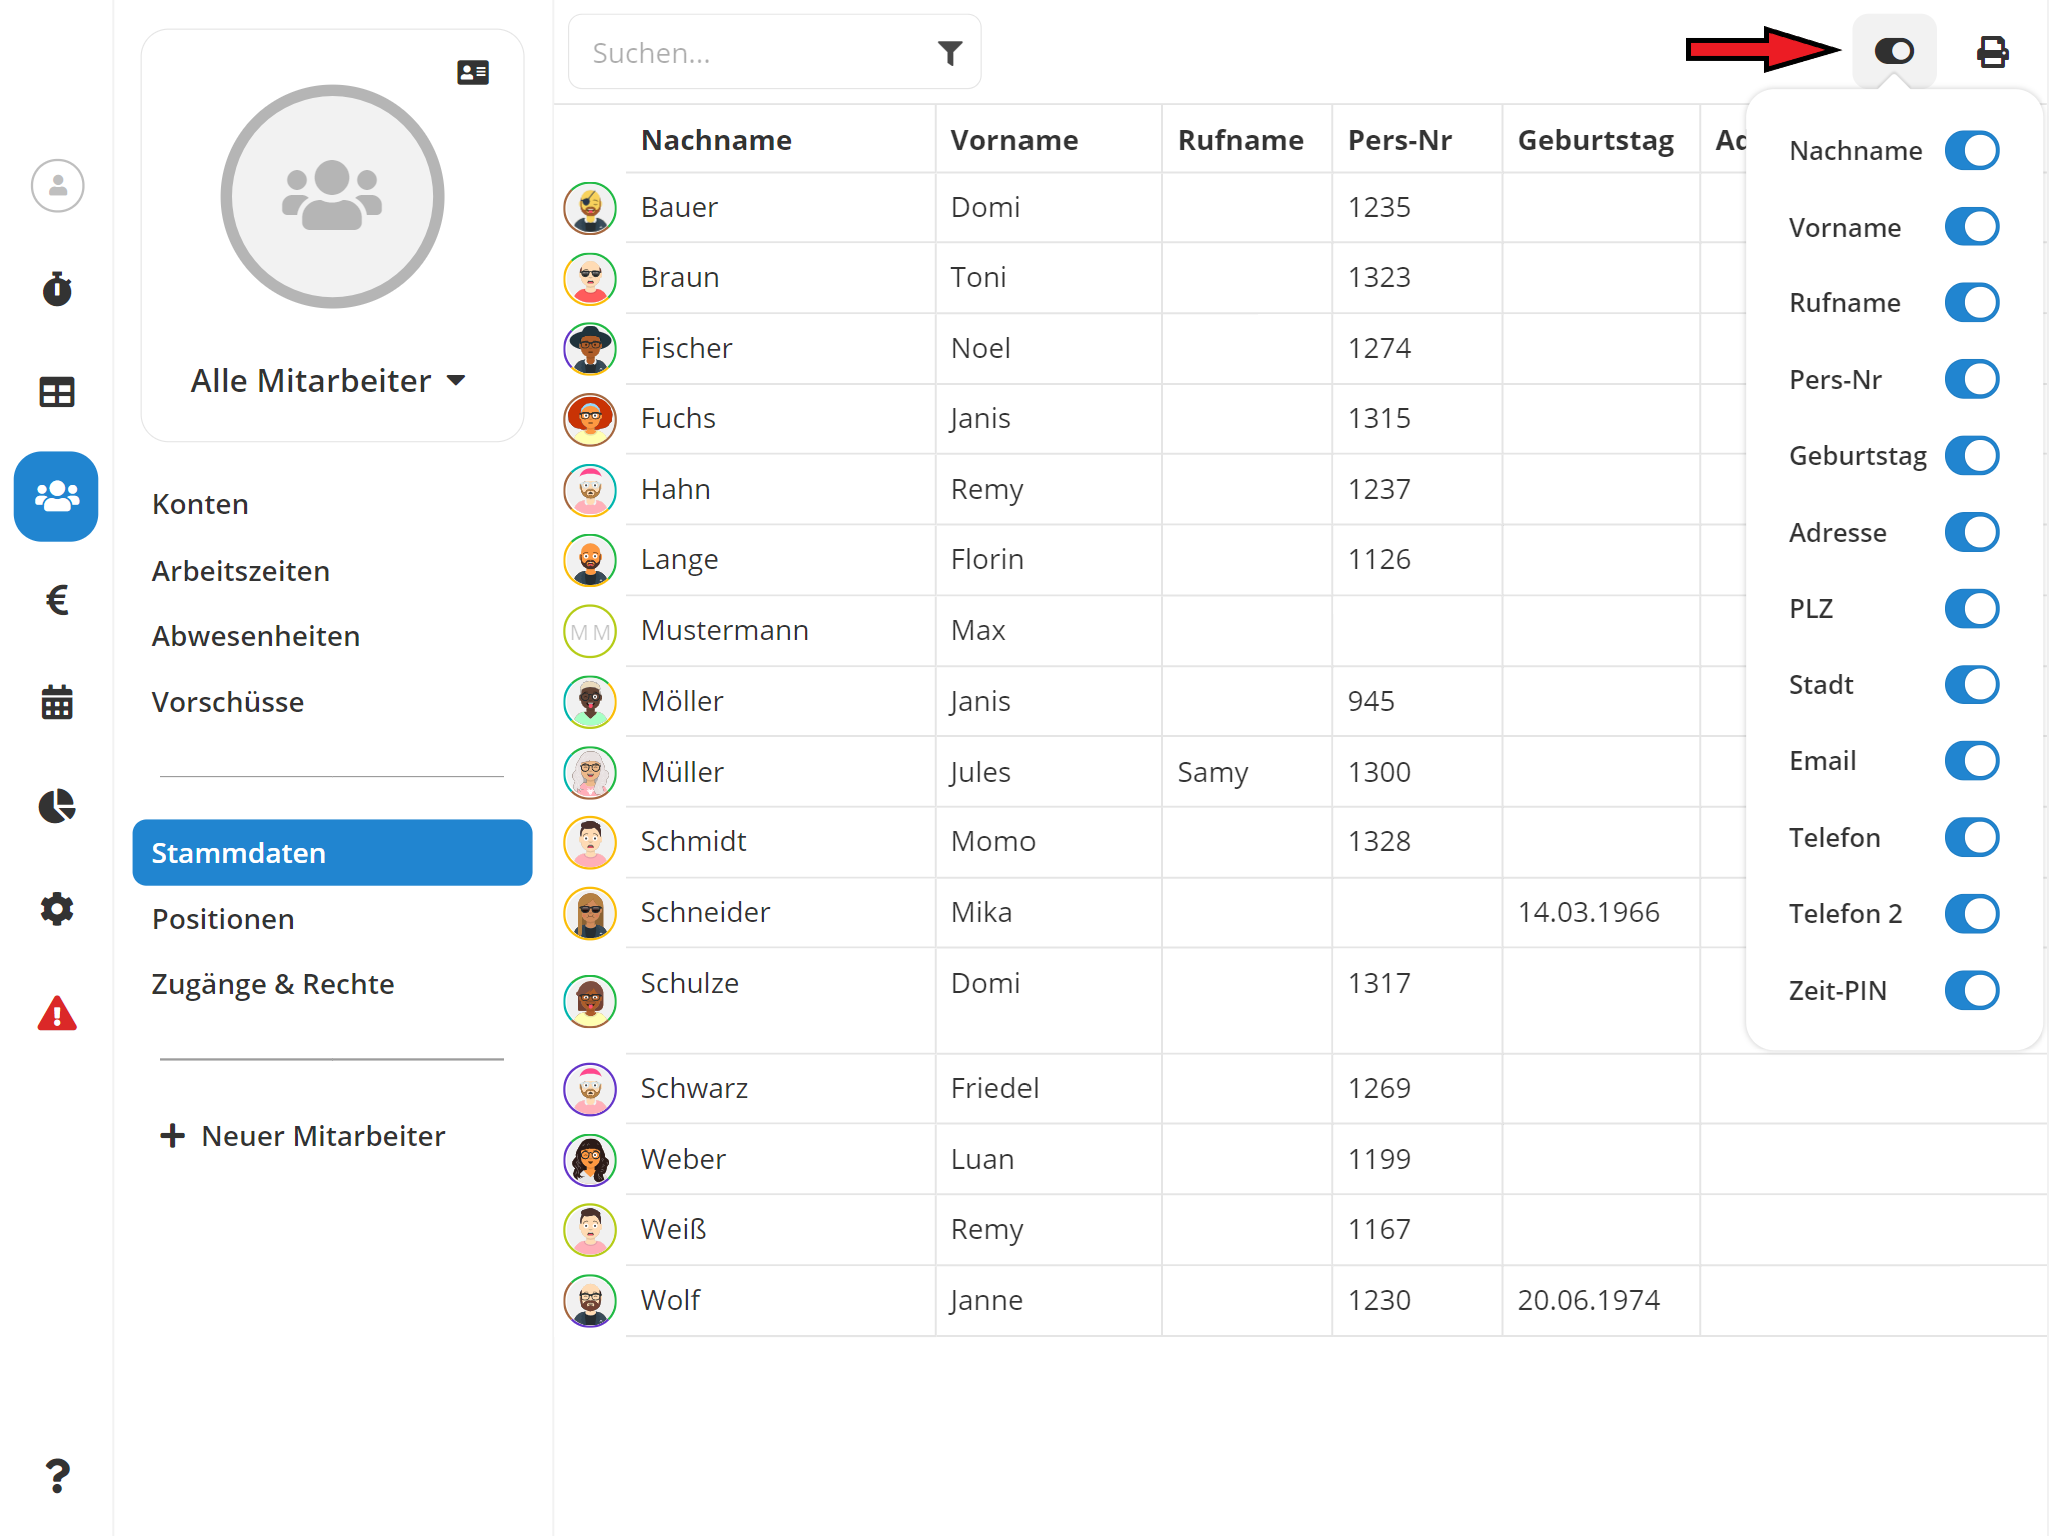 Alle Mitarbeiter
Konten
Arbeitszeiten
Abwesenheiten
Vorschüsse
Stammdaten
Positionen
Zugänge & Rechte
Neuer Mitarbeiter
Suchen...
Nachname Vorname Rufname Pers-Nr Geburtstag Ad
Bauer Domi 1235
Braun Toni 1323
Fischer Noel 1274
Fuchs Janis 1315
Hahn Remy 1237
Lange Florin 1126
MM Mustermann Max
Möller Janis 945
Müller Jules Samy 1300
Schmidt Momo 1328
Schneider Mika 14.03.1966
Schulze Domi 1317
Schwarz Friedel 1269
Weber Luan 1199
Weiß Remy 1167
Wolf Janne 1230 20.06.1974
Nachname
Vorname
Rufname
Pers-Nr
Geburtstag
Adresse
PLZ
Stadt
Email
Telefon
Telefon 2
Zeit-PIN